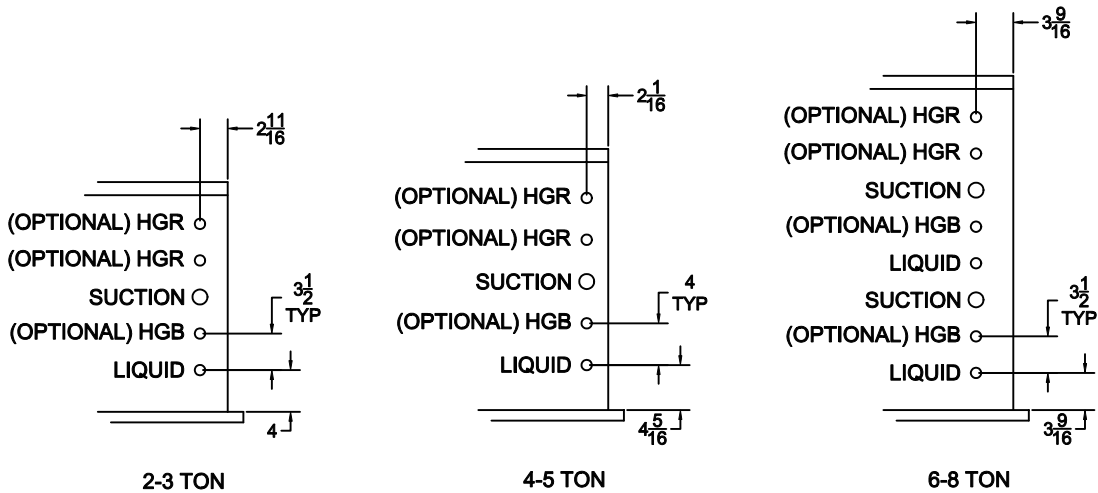 2 11/16
(OPTIONAL) HGR
(OPTIONAL) HGR
SUCTION
3 1/2
TYP
(OPTIONAL) HGB
LIQUID
4
2-3 TON
2 1/16
(OPTIONAL) HGR
(OPTIONAL) HGR
SUCTION
4
TYP
(OPTIONAL) HGB
LIQUID
4 5/16
4-5 TON
3 9/16
(OPTIONAL) HGR
(OPTIONAL) HGR
SUCTION
(OPTIONAL) HGB
LIQUID
SUCTION
3 1/2
TYP
(OPTIONAL) HGB
LIQUID
3 9/16
6-8 TON